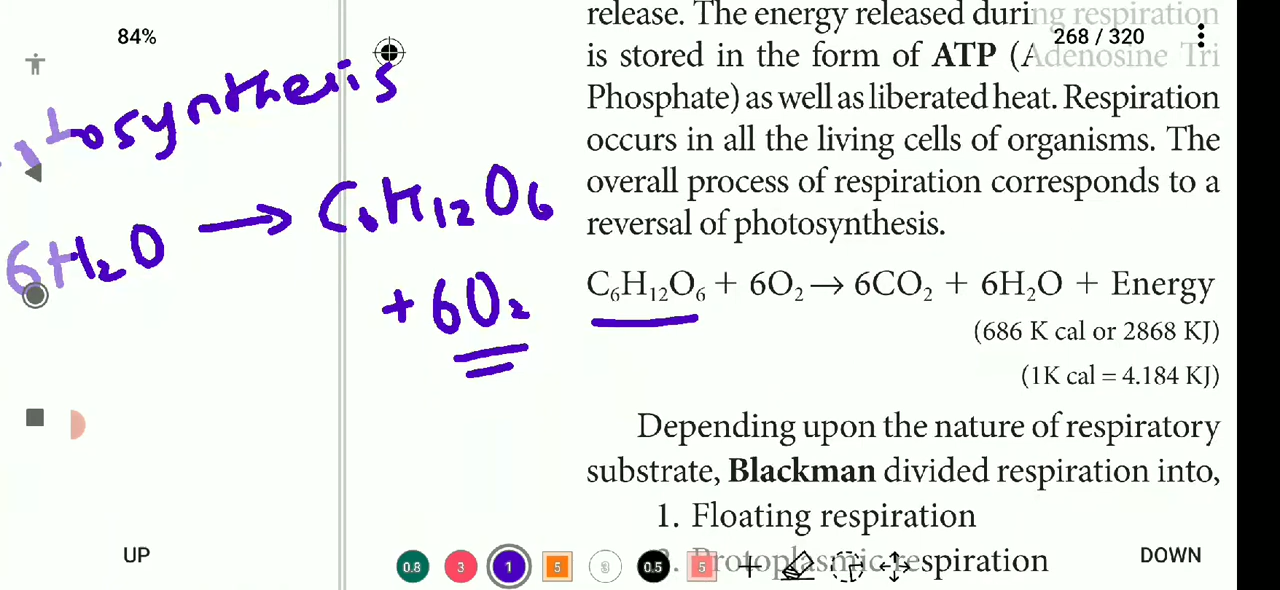 84%
268 / 320
release. The energy released during respiration
is stored in the form of ATP (Adenosine Tri
Phosphate) as well as liberated heat. Respiration
occurs in all the living cells of organisms. The
overall process of respiration corresponds to a
reversal of photosynthesis.
C₆H₁₂O₆ + 6O₂ → 6CO₂ + 6H₂O + Energy
(686 K cal or 2868 KJ)
(1K cal = 4.184 KJ)
Depending upon the nature of respiratory
substrate, Blackman divided respiration into,
1. Floating respiration
Protoplasmic respiration
tosynthesis
6H₂O → C₆H₁₂O₆
+ 6O₂
UP
0.8 3 1 5 3 0.5 5
DOWN